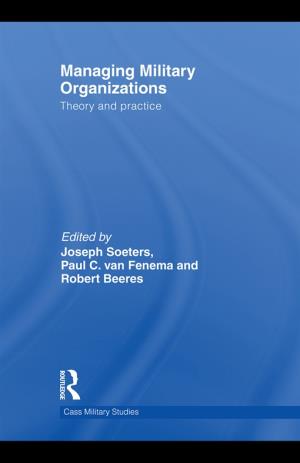 Managing Military
Organizations
Theory and practice
Edited by
Joseph Soeters,
Paul C. van Fenema and
Robert Beeres
ROUTLEDGE
Cass Military Studies